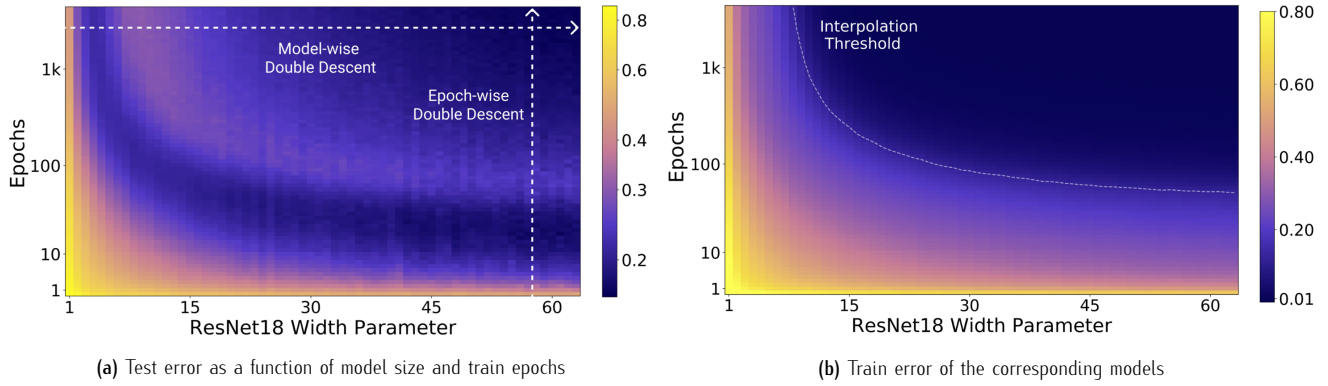 Model-wise
Double Descent
Epoch-wise
Double Descent
Epochs
1k
100
10
1
1 15 30 45 60
ResNet18 Width Parameter
0.8
0.6
0.4
0.3
0.2
(a) Test error as a function of model size and train epochs
Interpolation
Threshold
Epochs
1k
100
10
1
1 15 30 45 60
ResNet18 Width Parameter
0.80
0.60
0.40
0.20
0.01
(b) Train error of the corresponding models